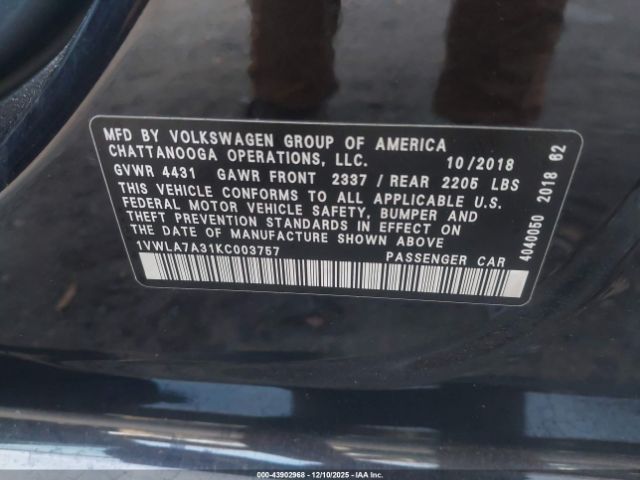 MFD BY VOLKSWAGEN GROUP OF AMERICA
CHATTANOOGA OPERATIONS, LLC. 10/2018
GVWR 4431 GAWR FRONT 2337 / REAR 2205 LBS
THIS VEHICLE CONFORMS TO ALL APPLICABLE U.S.
FEDERAL MOTOR VEHICLE SAFETY, BUMPER AND
THEFT PREVENTION STANDARDS IN EFFECT ON
THE DATE OF MANUFACTURE SHOWN ABOVE
1VWLA7A31KC003757 PASSENGER CAR
4040050 2018 62
000-43902968 - 12/10/2025 - IAA Inc.